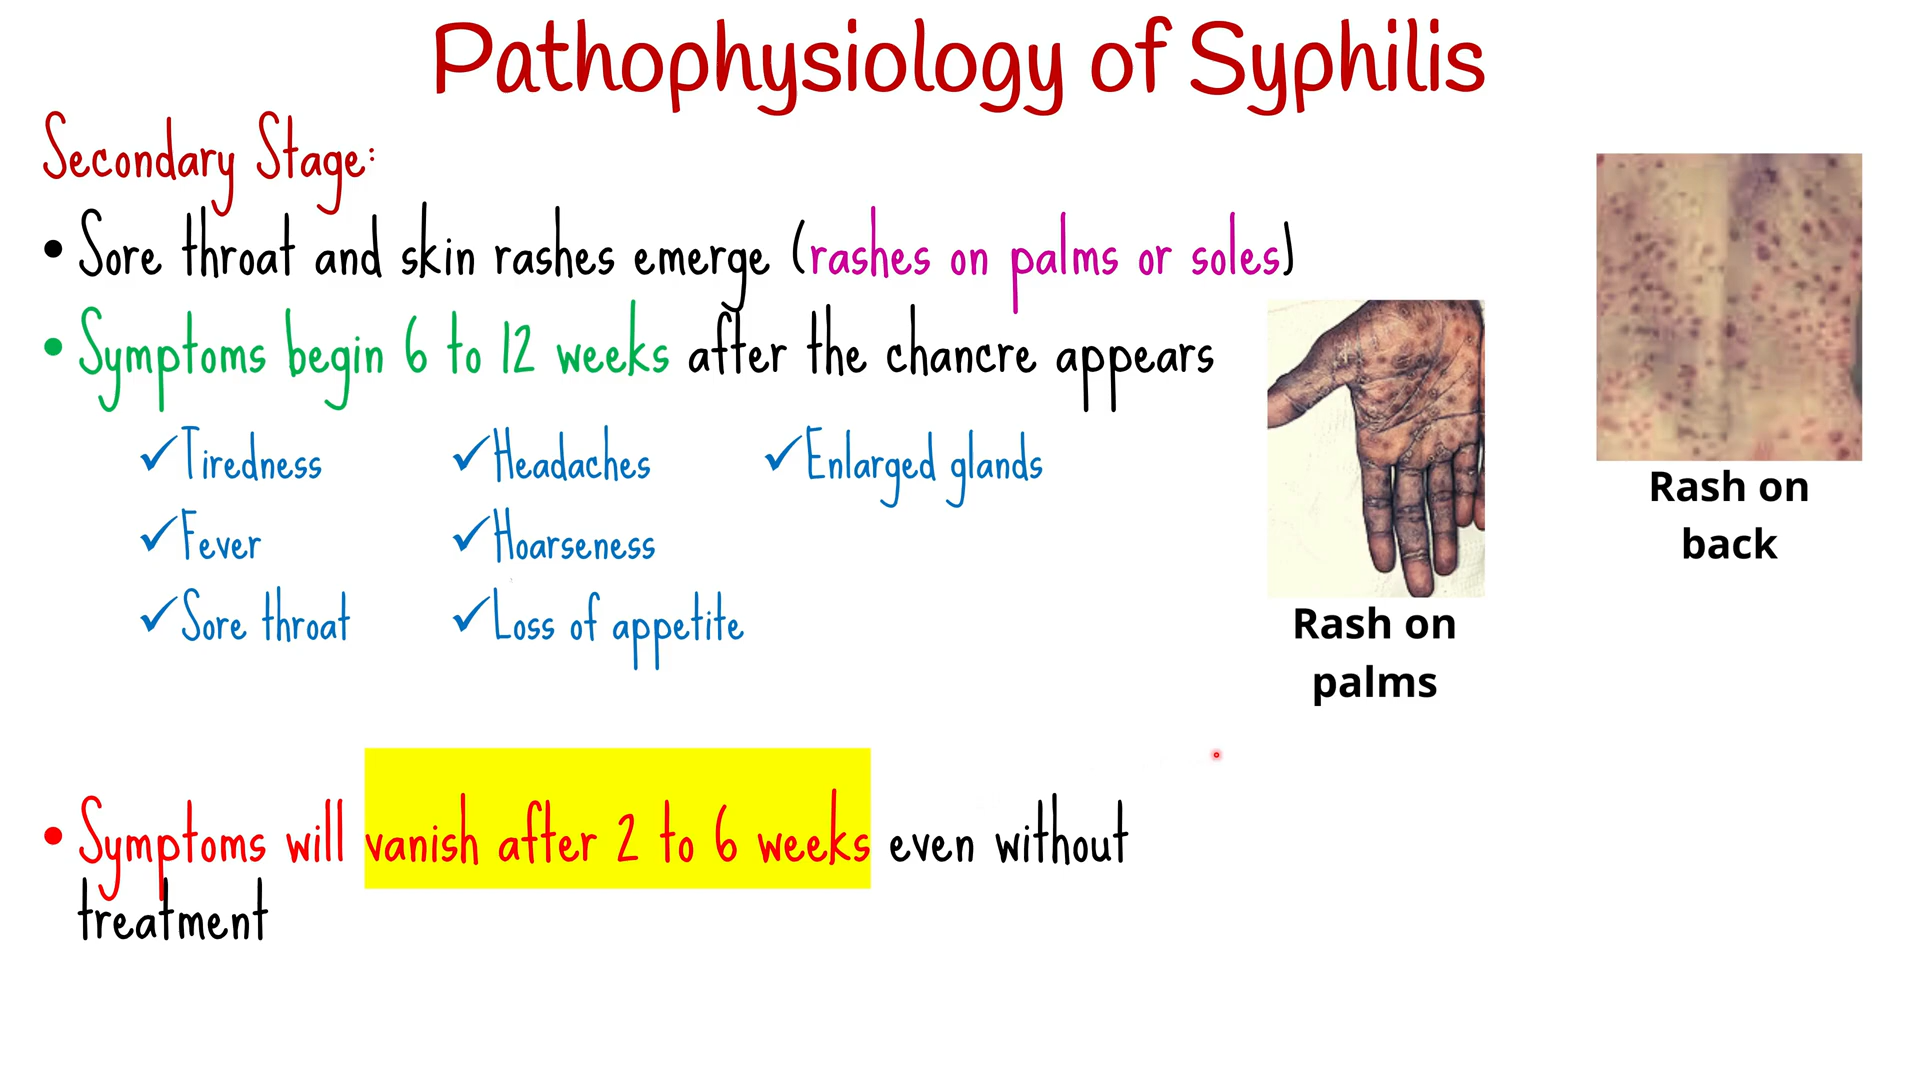 Pathophysiology of Syphilis
Secondary Stage:
• Sore throat and skin rashes emerge (rashes on palms or soles)
• Symptoms begin 6 to 12 weeks after the chancre appears
✓Tiredness ✓Headaches ✓Enlarged glands
✓Fever ✓Hoarseness
✓Sore throat ✓Loss of appetite
• Symptoms will vanish after 2 to 6 weeks even without
treatment
Rash on
palms
Rash on
back